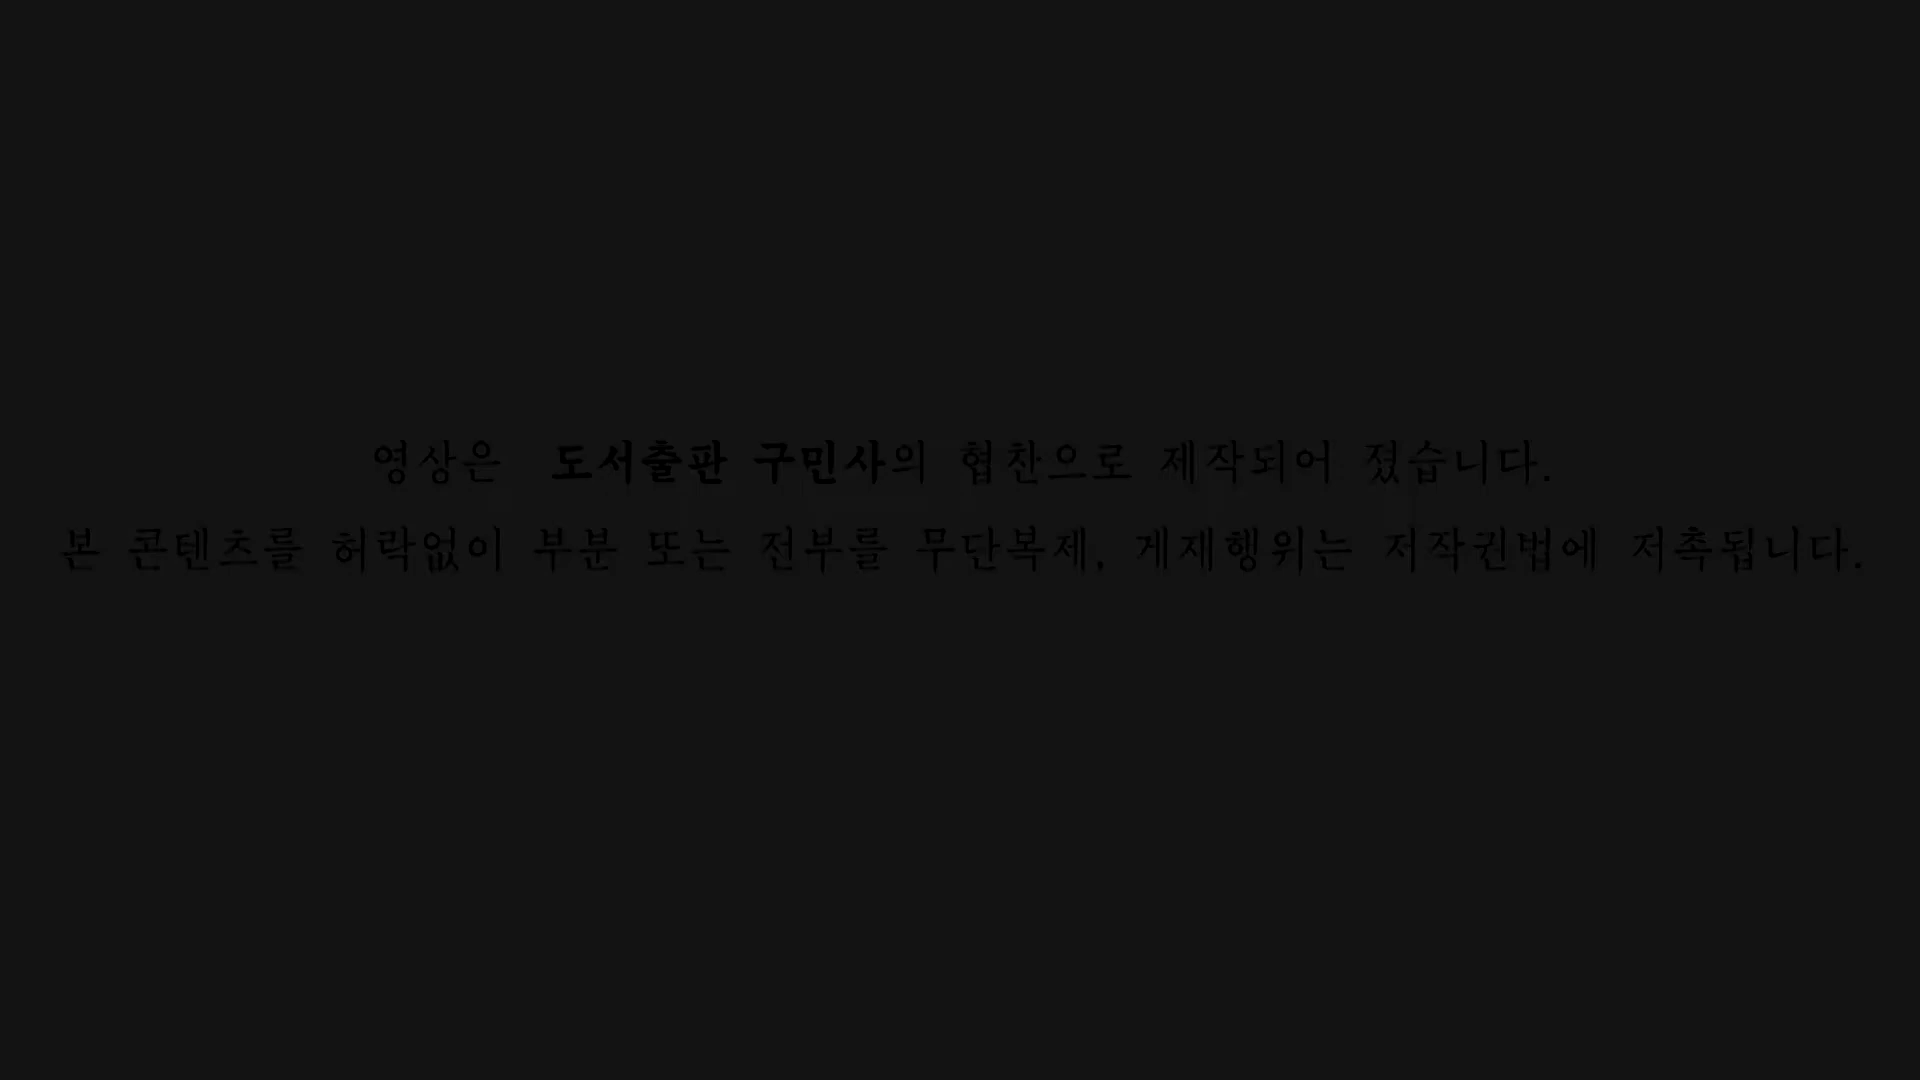 영상은 도서출판 구민사의 협찬으로 제작되어 졌습니다.
본 콘텐츠를 허락없이 부분 또는 전부를 무단복제, 게재행위는 저작권법에 저촉됩니다.